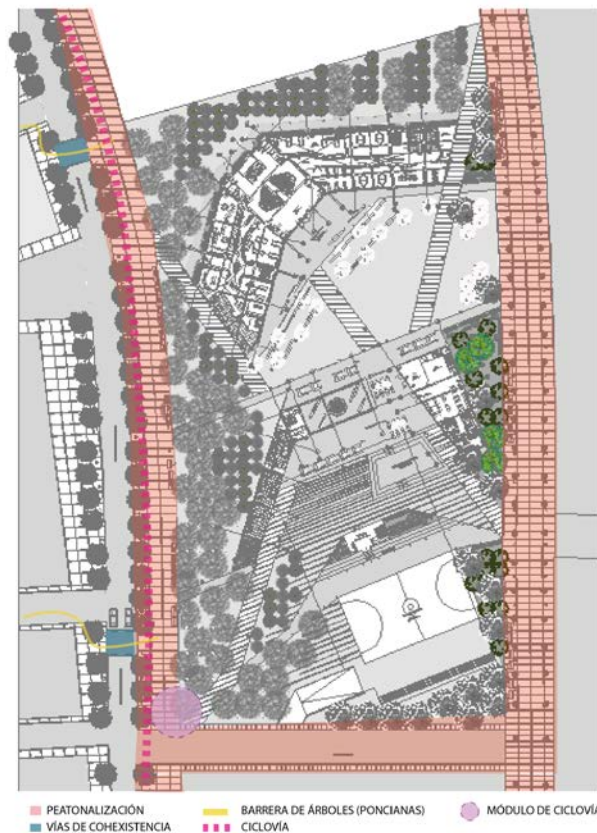 PEATONALIZACIÓN BARRERA DE ÁRBOLES (PONCIANAS) MÓDULO DE CICLOVÍA
VÍAS DE COHEXISTENCIA CICLOVÍA